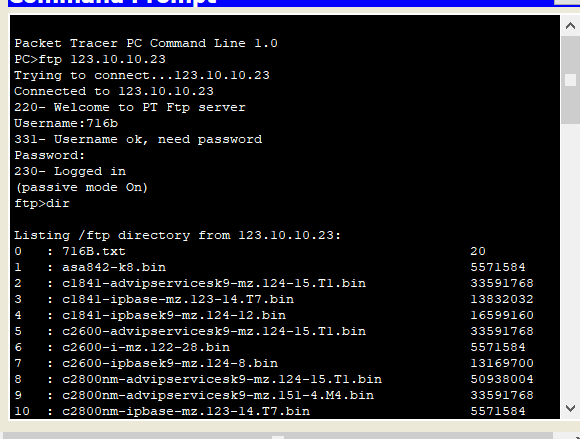 Command Prompt
Packet Tracer PC Command Line 1.0
PC>ftp 123.10.10.23
Trying to connect...123.10.10.23
Connected to 123.10.10.23
220- Welcome to PT Ftp server
Username:716b
331- Username ok, need password
Password:
230- Logged in
(passive mode On)
ftp>dir
Listing /ftp directory from 123.10.10.23:
0 : 716B.txt 20
1 : asa842-k8.bin 5571584
2 : c1841-advipservicesk9-mz.124-15.T1.bin 33591768
3 : c1841-ipbase-mz.123-14.T7.bin 13832032
4 : c1841-ipbasek9-mz.124-12.bin 16599160
5 : c2600-advipservicesk9-mz.124-15.T1.bin 33591768
6 : c2600-i-mz.122-28.bin 5571584
7 : c2600-ipbasek9-mz.124-8.bin 13169700
8 : c2800nm-advipservicesk9-mz.124-15.T1.bin 50938004
9 : c2800nm-advipservicesk9-mz.151-4.M4.bin 33591768
10 : c2800nm-ipbase-mz.123-14.T7.bin 5571584